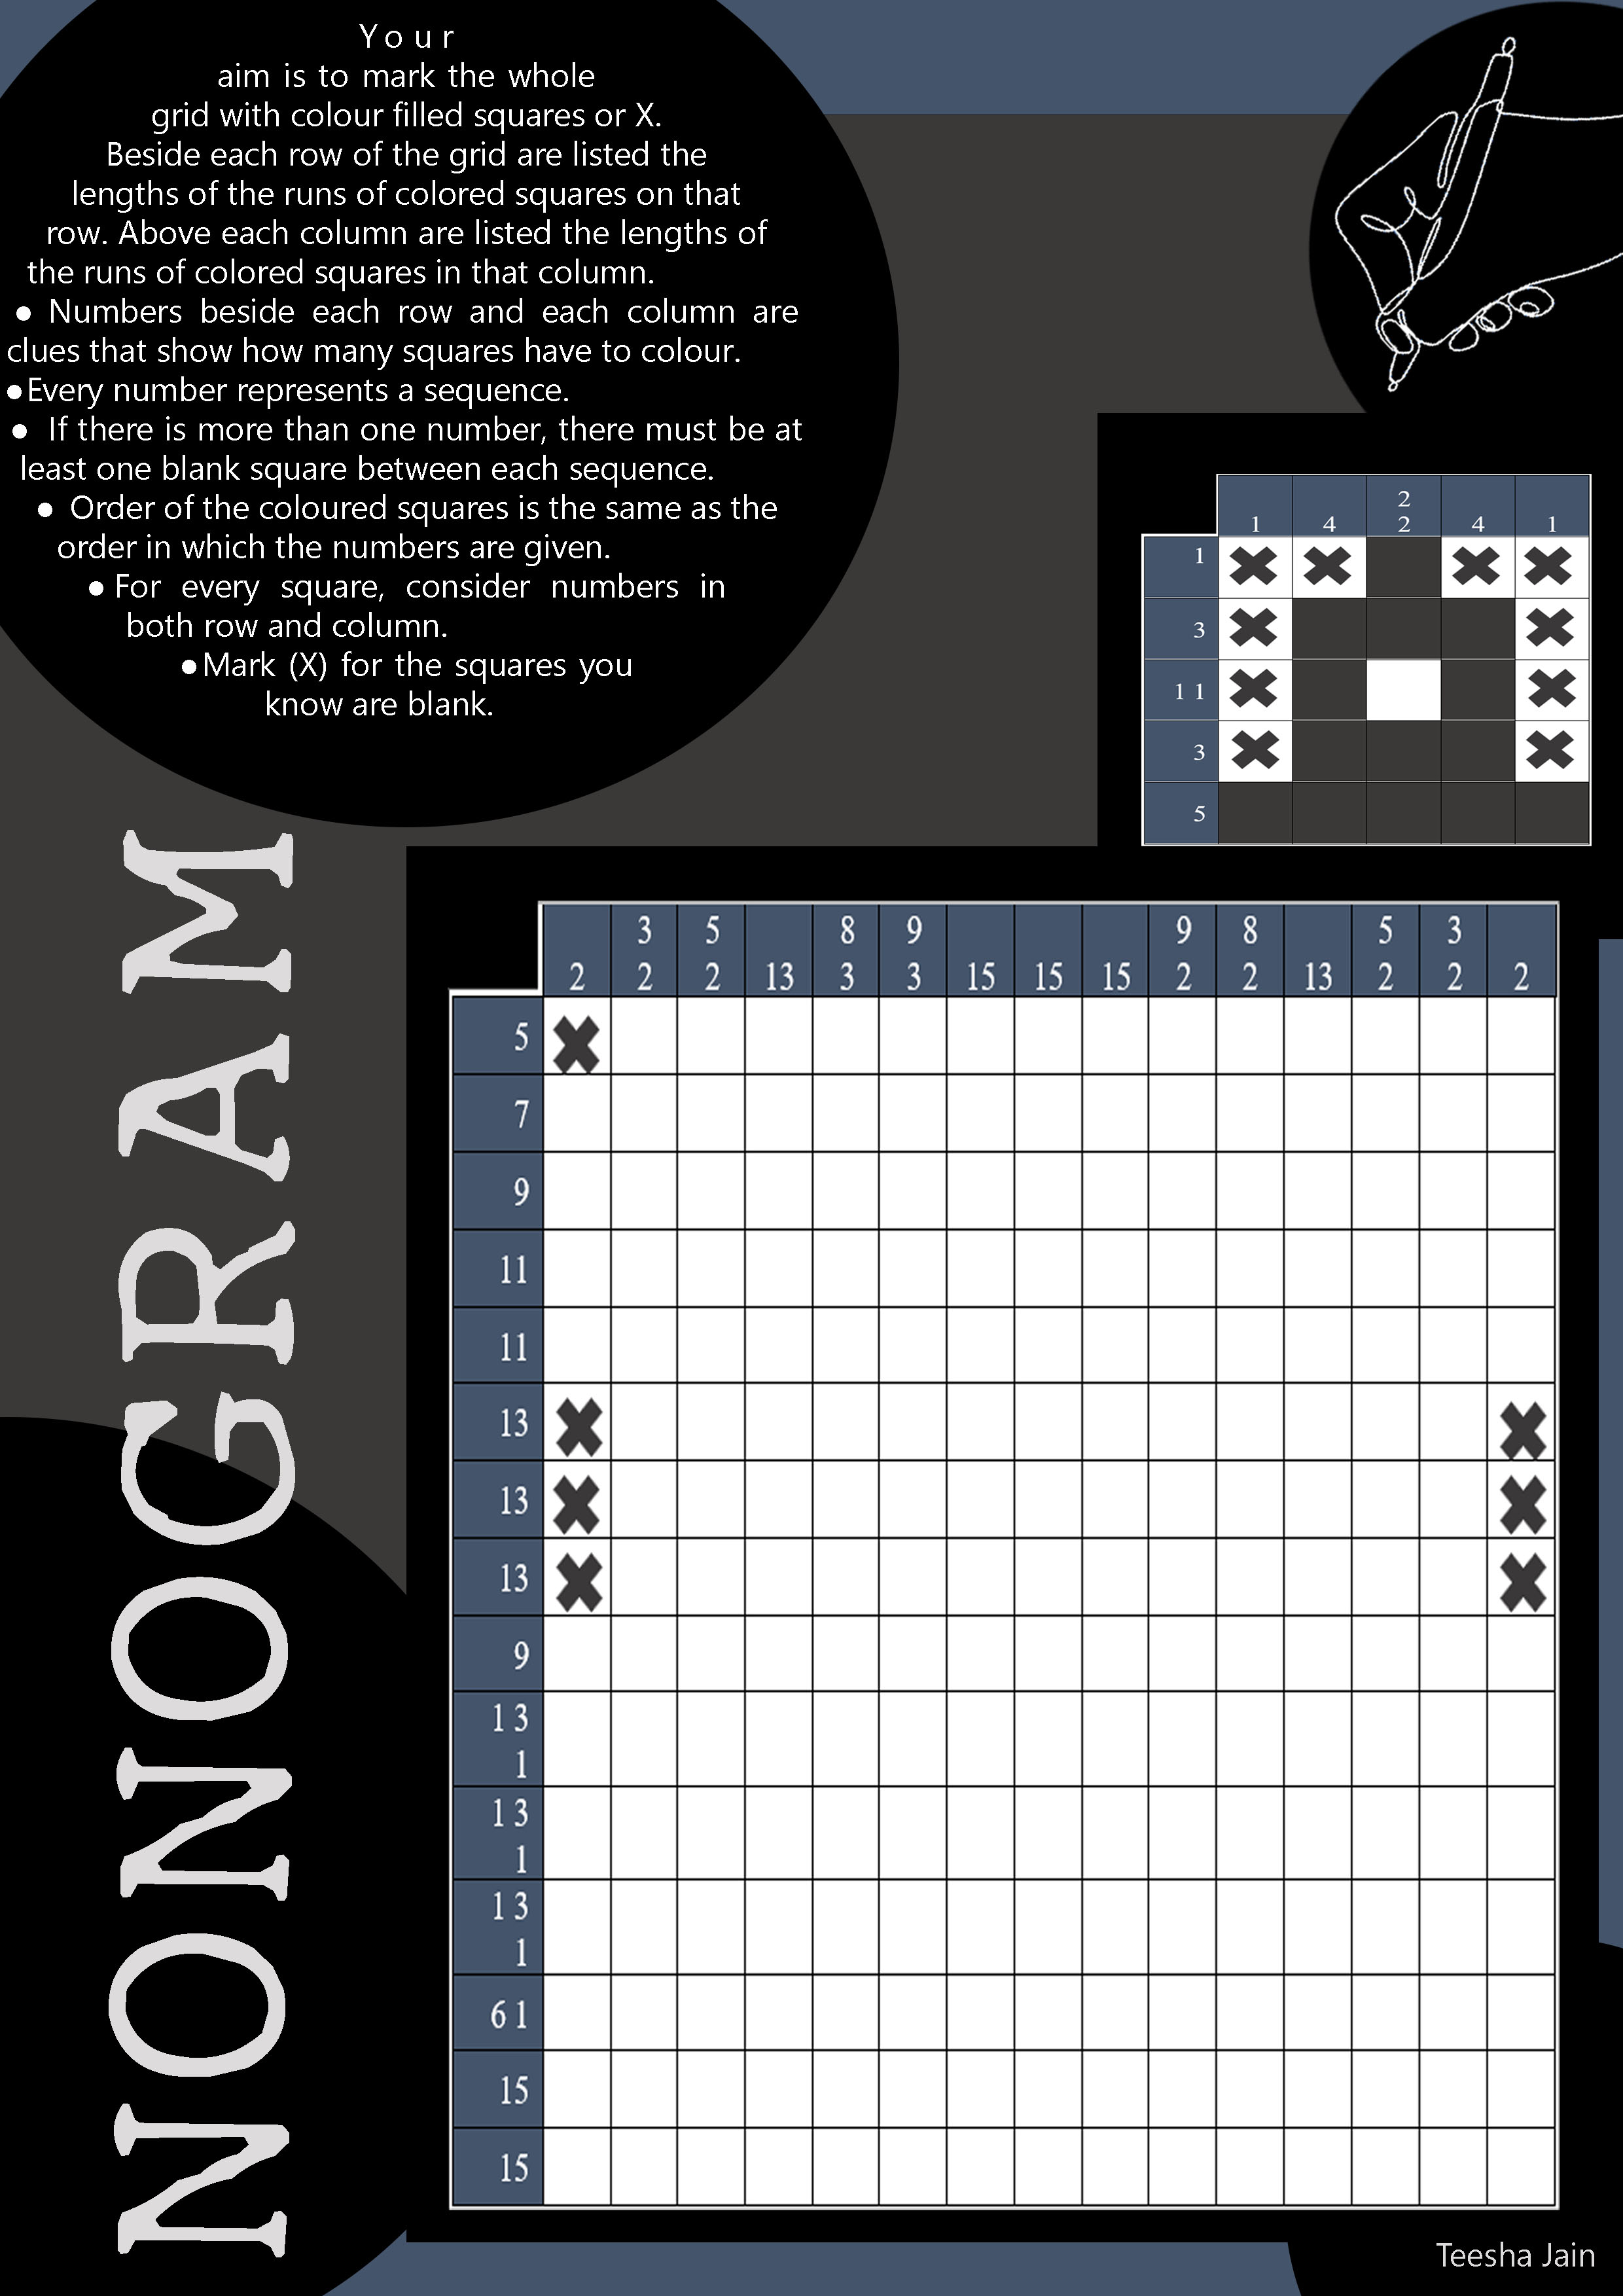 Your
aim is to mark the whole
grid with colour filled squares or X.
Beside each row of the grid are listed the
lengths of the runs of colored squares on that
row. Above each column are listed the lengths of
the runs of colored squares in that column.
● Numbers beside each row and each column are
clues that show how many squares have to colour.
●Every number represents a sequence.
● If there is more than one number, there must be at
least one blank square between each sequence.
● Order of the coloured squares is the same as the
order in which the numbers are given.
● For every square, consider numbers in
both row and column.
●Mark (X) for the squares you
know are blank.
2
1 4 2 4 1
1
3
1 1
3
5
NONOGRAM
3 5 8 9 9 8 5 3
2 2 2 13 3 3 15 15 15 2 2 13 2 2 2
5
7
9
11
11
13
13
13
9
1 3
1
1 3
1
1 3
1
6 1
15
15
Teesha Jain